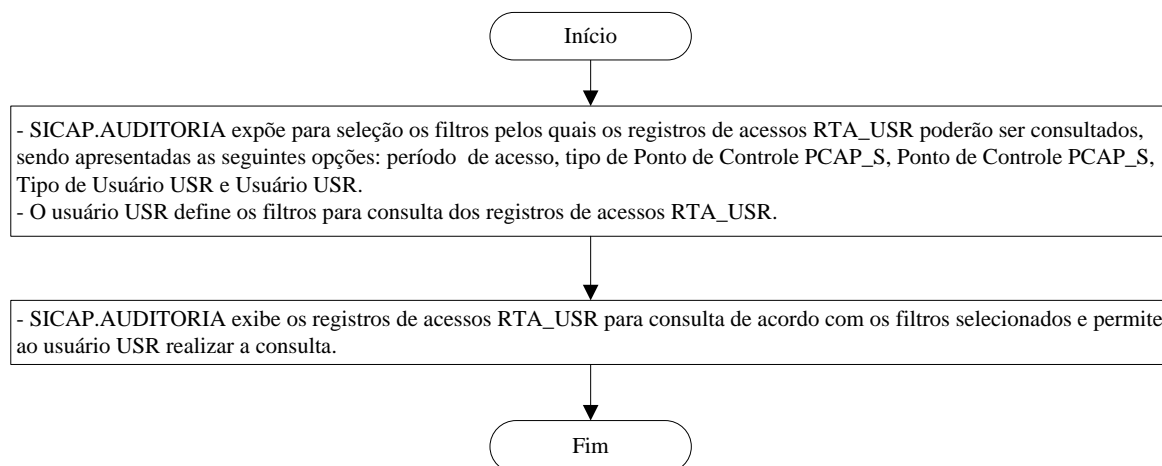 Início
- SICAP.AUDITORIA expõe para seleção os filtros pelos quais os registros de acessos RTA_USR poderão ser consultados,
sendo apresentadas as seguintes opções: período de acesso, tipo de Ponto de Controle PCAP_S, Ponto de Controle PCAP_S,
Tipo de Usuário USR e Usuário USR.
- O usuário USR define os filtros para consulta dos registros de acessos RTA_USR.
- SICAP.AUDITORIA exibe os registros de acessos RTA_USR para consulta de acordo com os filtros selecionados e permite
ao usuário USR realizar a consulta.
Fim